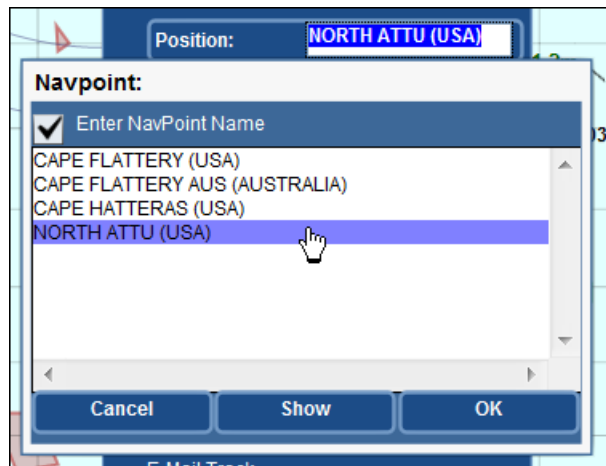 Position: NORTH ATTU (USA)
Navpoint:
Enter NavPoint Name
CAPE FLATTERY (USA)
CAPE FLATTERY AUS (AUSTRALIA)
CAPE HATTERAS (USA)
NORTH ATTU (USA)
Cancel Show OK